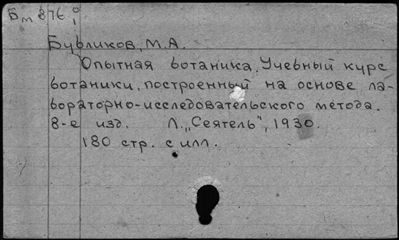 Бм 876
Бубликов, М.А.
Опытная ботаника. Учебный курс
ботаники, построенный на основе ла-
бораторно-исследовательского метода.
8-е изд. Л., "Сеятель", 1930.
180 стр. с илл.